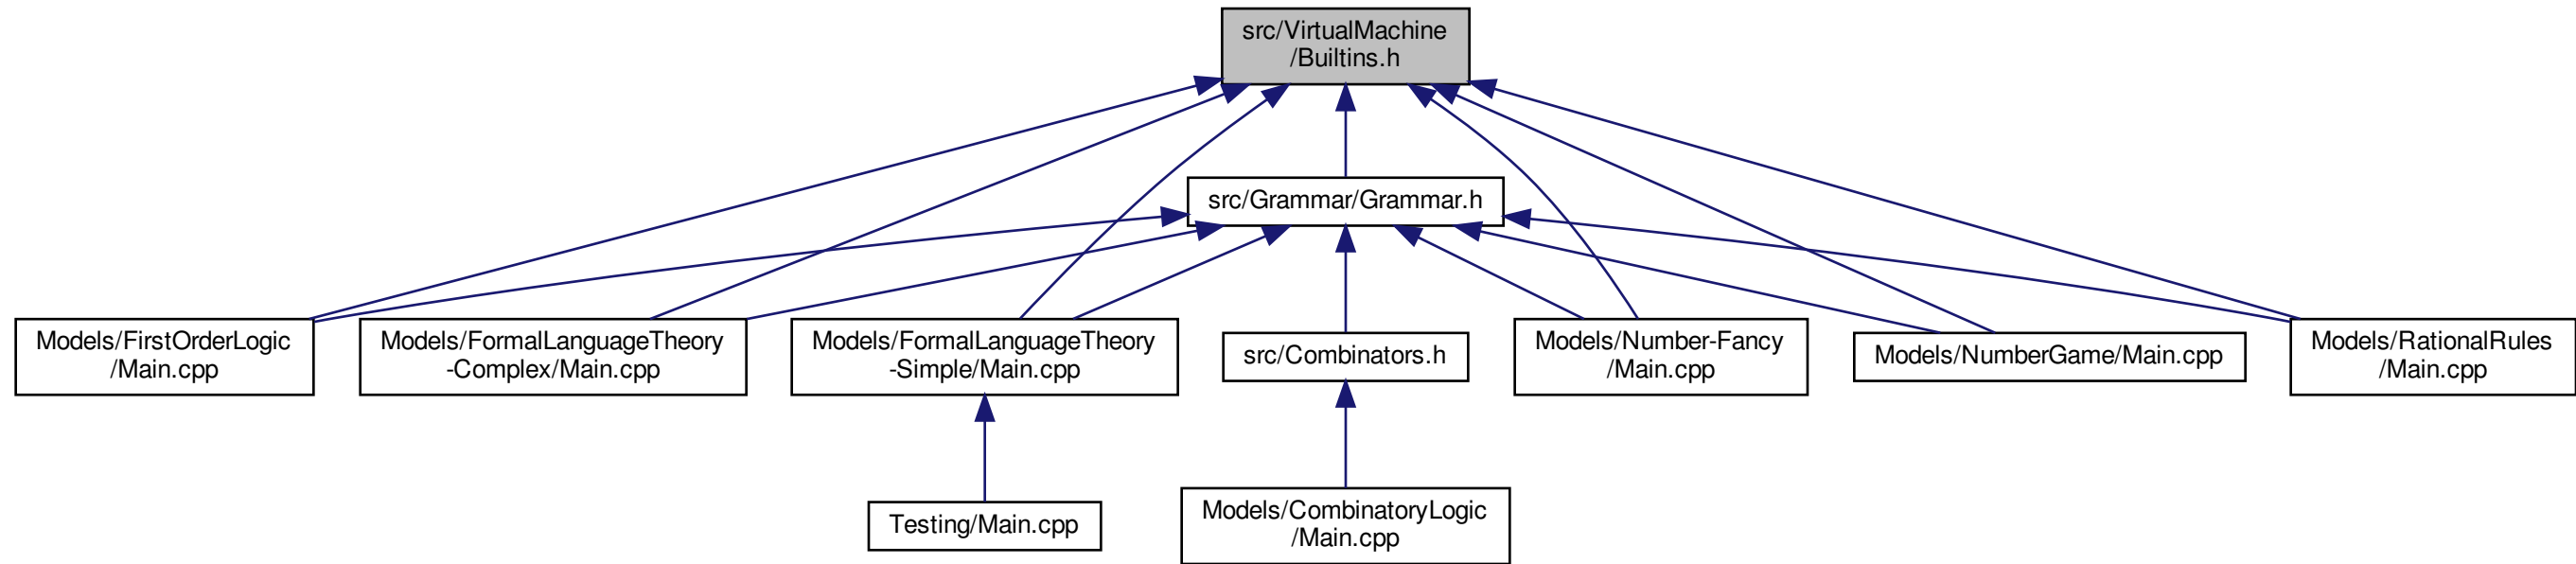 src/VirtualMachine
/Builtins.h
src/Grammar/Grammar.h
Models/FirstOrderLogic
/Main.cpp
Models/FormalLanguageTheory
-Complex/Main.cpp
Models/FormalLanguageTheory
-Simple/Main.cpp
src/Combinators.h
Models/Number-Fancy
/Main.cpp
Models/NumberGame/Main.cpp
Models/RationalRules
/Main.cpp
Testing/Main.cpp
Models/CombinatoryLogic
/Main.cpp